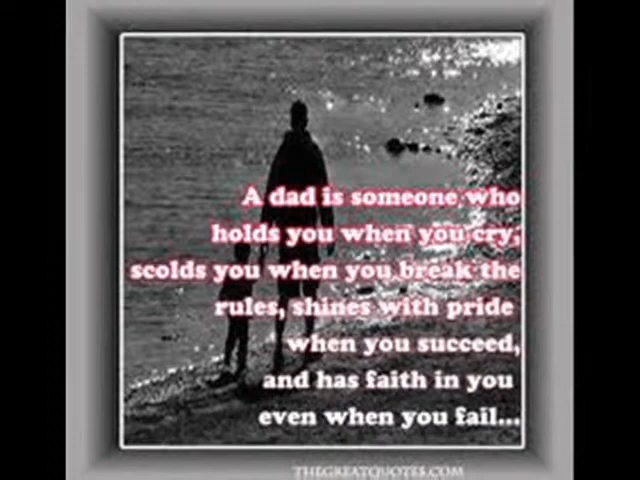 A dad is someone who
holds you when you cry,
scolds you when you break the
rules, shines with pride
when you succeed,
and has faith in you
even when you fail...
THEGREATQUOTES.COM